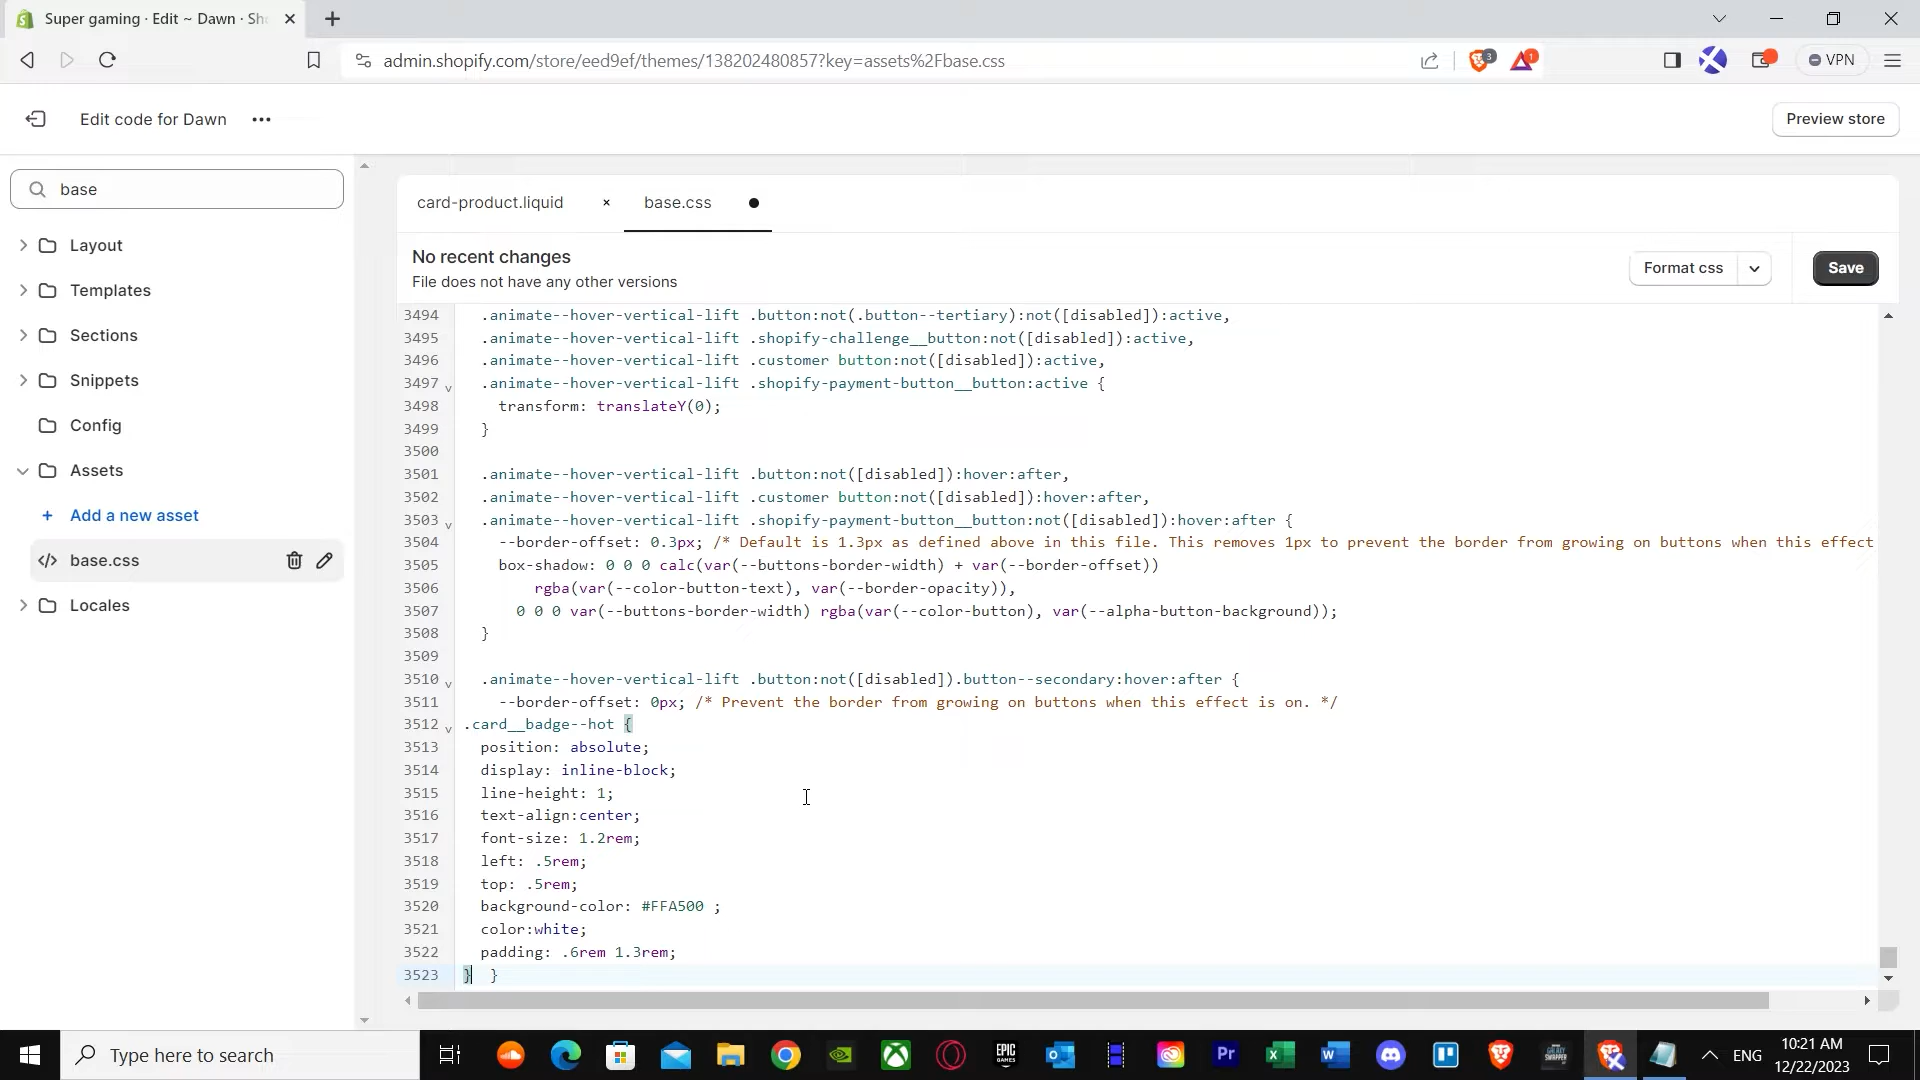 Super gaming · Edit ~ Dawn · Sh
admin.shopify.com/store/eed9ef/themes/138202480857?key=assets%2Fbase.css
3
1
VPN
Edit code for Dawn
Preview store
base
Layout
Templates
Sections
Snippets
Config
Assets
+ Add a new asset
base.css
Locales
card-product.liquid
base.css
No recent changes
File does not have any other versions
Format css
Save
3494 .animate--hover-vertical-lift .button:not(.button--tertiary):not([disabled]):active,
3495 .animate--hover-vertical-lift .shopify-challenge__button:not([disabled]):active,
3496 .animate--hover-vertical-lift .customer button:not([disabled]):active,
3497 .animate--hover-vertical-lift .shopify-payment-button__button:active {
3498 transform: translateY(0);
3499 }
3500
3501 .animate--hover-vertical-lift .button:not([disabled]):hover:after,
3502 .animate--hover-vertical-lift .customer button:not([disabled]):hover:after,
3503 .animate--hover-vertical-lift .shopify-payment-button__button:not([disabled]):hover:after {
3504 --border-offset: 0.3px; /* Default is 1.3px as defined above in this file. This removes 1px to prevent the border from growing on buttons when this effect
3505 box-shadow: 0 0 0 calc(var(--buttons-border-width) + var(--border-offset))
3506 rgba(var(--color-button-text), var(--border-opacity)),
3507 0 0 0 var(--buttons-border-width) rgba(var(--color-button), var(--alpha-button-background));
3508 }
3509
3510 .animate--hover-vertical-lift .button:not([disabled]).button--secondary:hover:after {
3511 --border-offset: 0px; /* Prevent the border from growing on buttons when this effect is on. */
3512 .card__badge--hot {
3513 position: absolute;
3514 display: inline-block;
3515 line-height: 1;
3516 text-align:center;
3517 font-size: 1.2rem;
3518 left: .5rem;
3519 top: .5rem;
3520 background-color: #FFA500 ;
3521 color:white;
3522 padding: .6rem 1.3rem;
3523 } }
Type here to search
EPIC GAMES
Pr
ENG
10:21 AM
12/22/2023